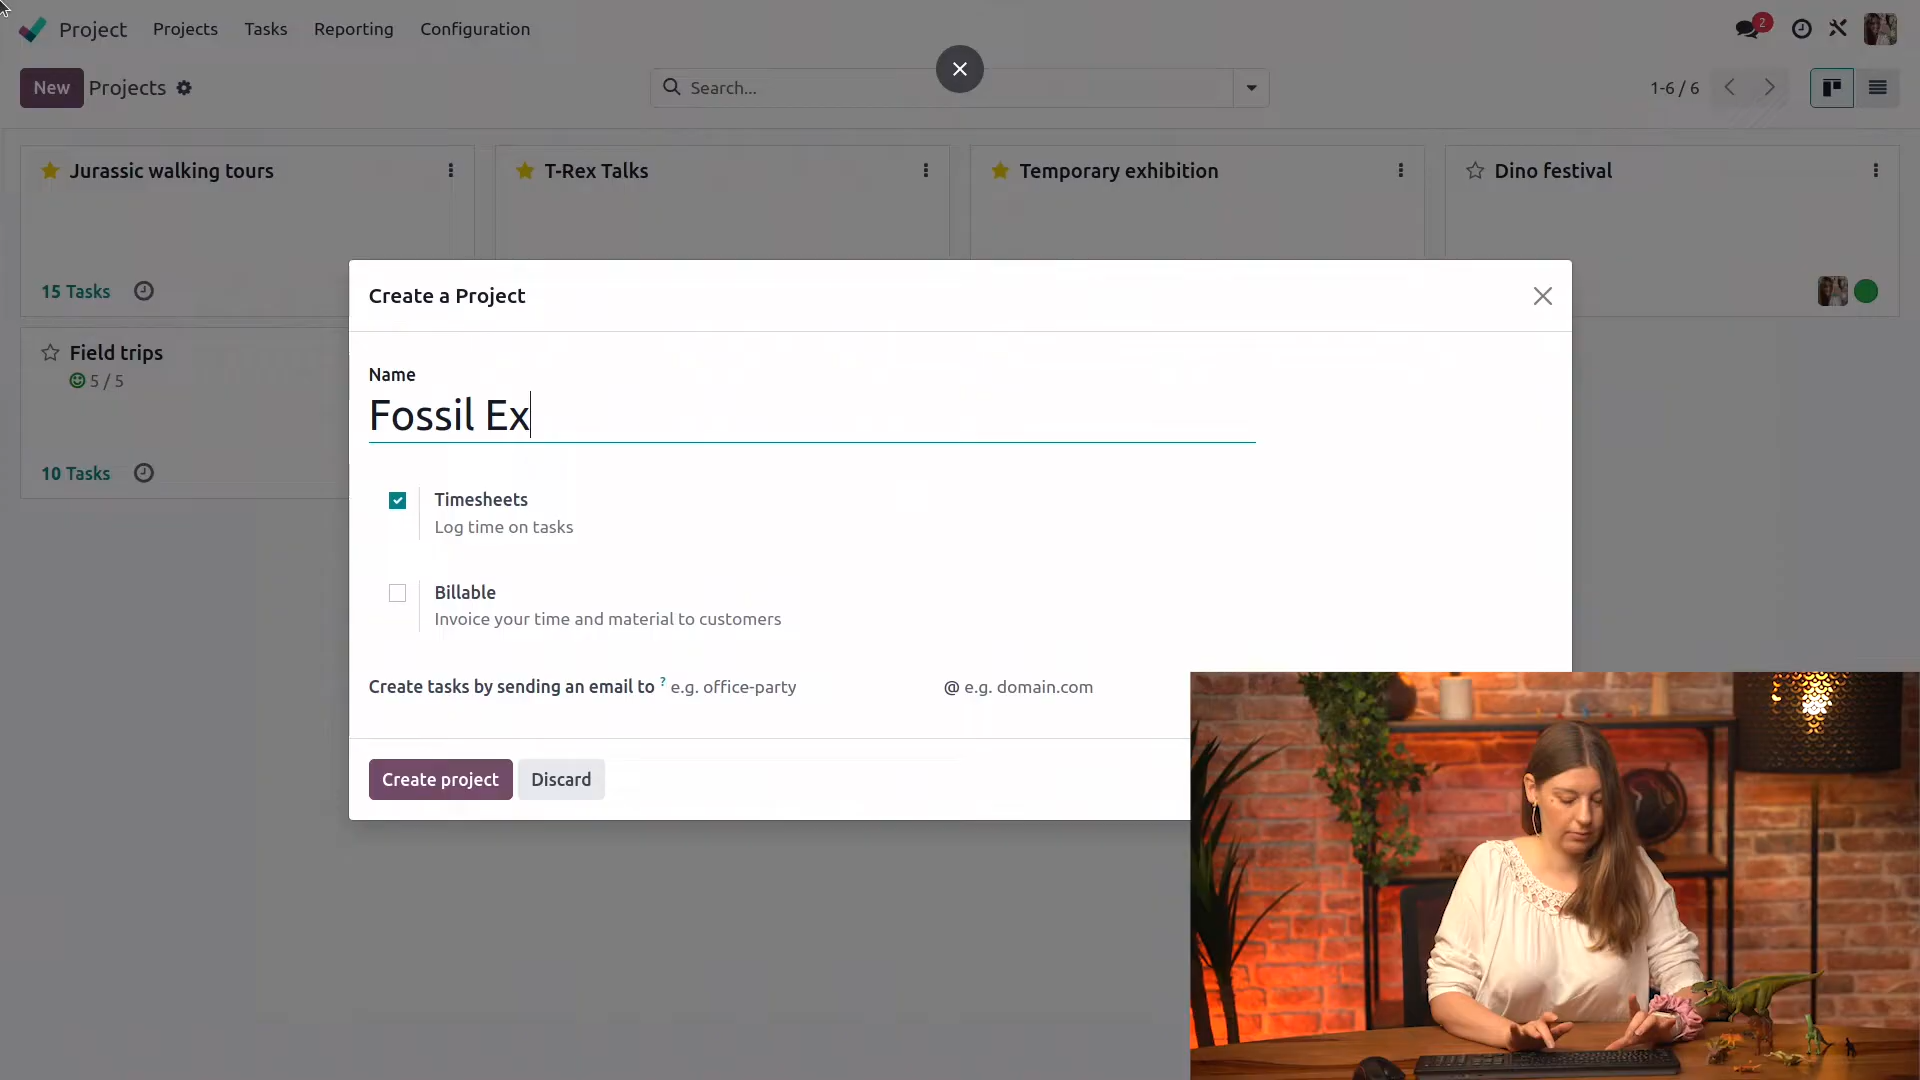 Project Projects Tasks Reporting Configuration 2
New Projects Search... 1-6 / 6
Jurassic walking tours T-Rex Talks Temporary exhibition Dino festival
15 Tasks
Create a Project
Field trips
5 / 5
Name
Fossil Ex
10 Tasks
Timesheets
Log time on tasks
Billable
Invoice your time and material to customers
Create tasks by sending an email to ? e.g. office-party @ e.g. domain.com
Create project Discard